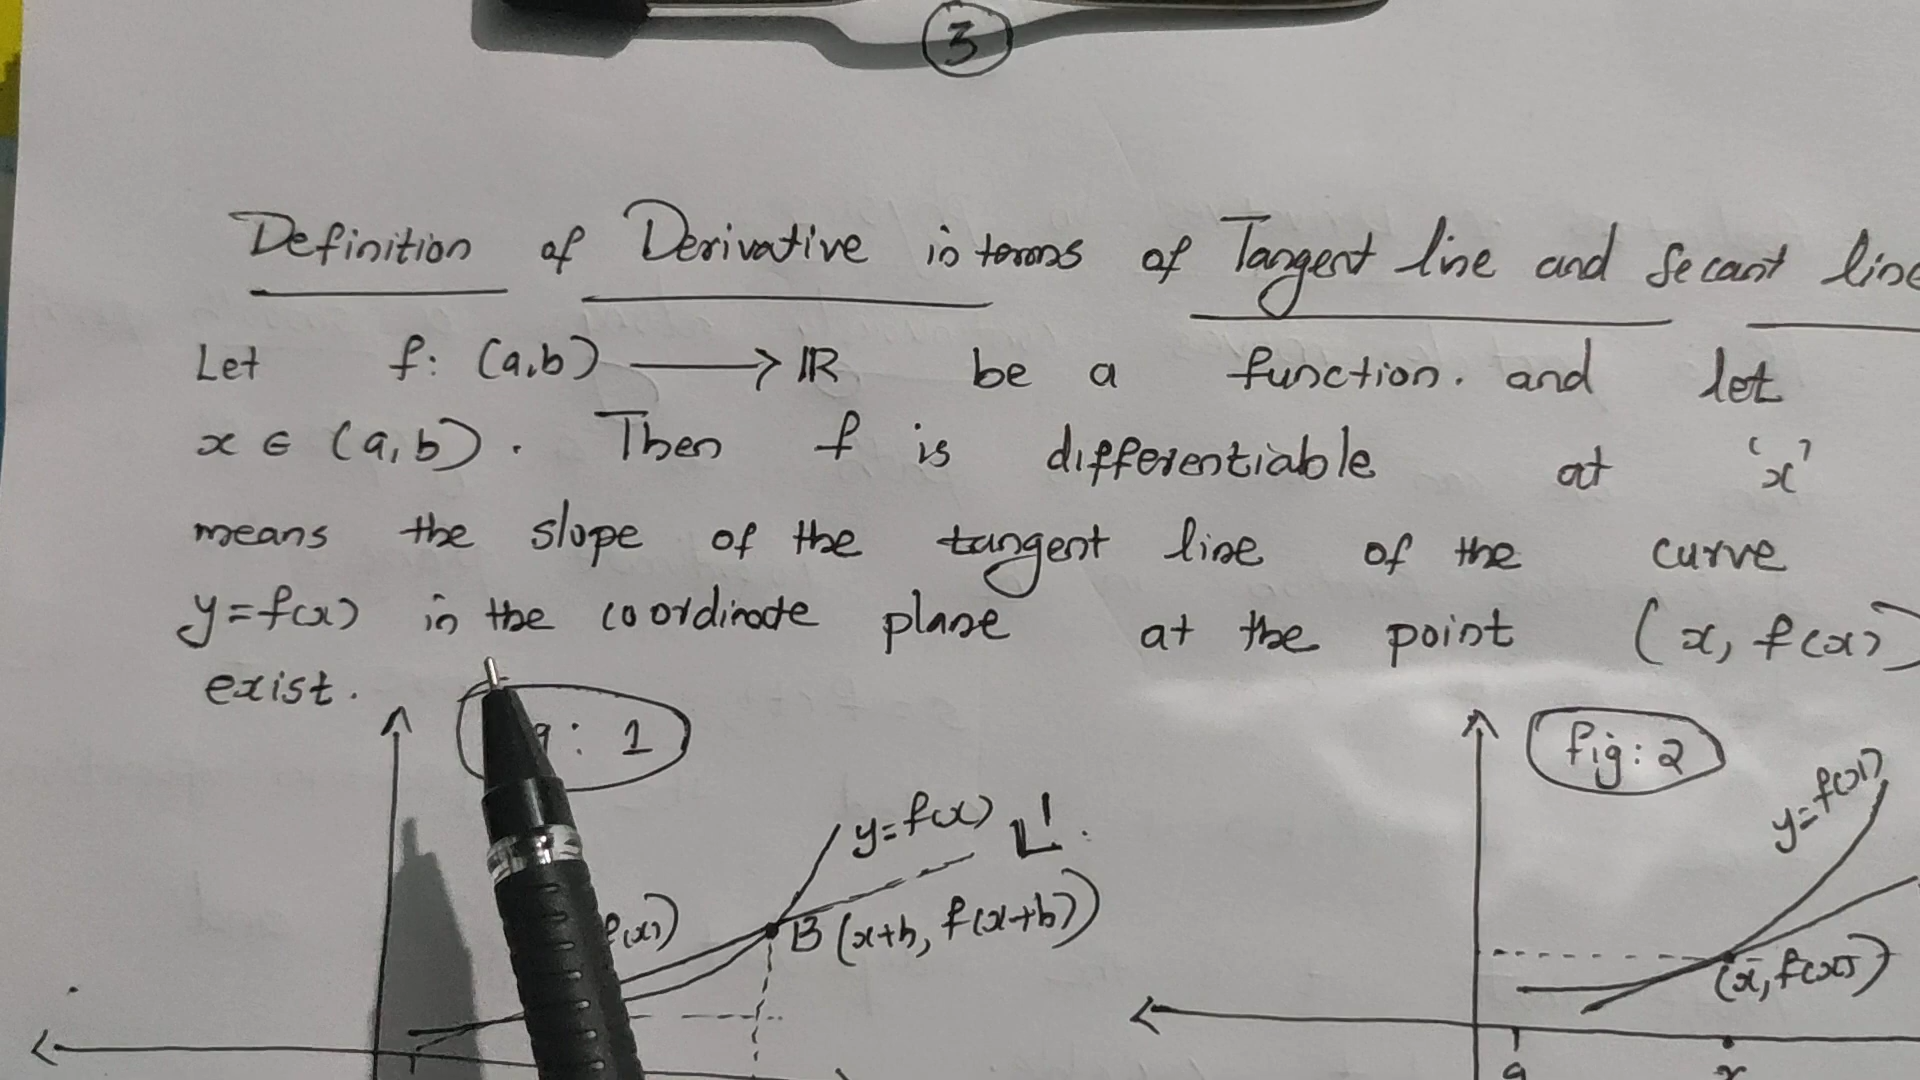 3
Definition of Derivative in terms of Tangent line and Secant line
Let f: (a,b) ⟶ ℝ be a function. and let
x ∈ (a,b). Then f is differentiable at 'x'
means the slope of the tangent line of the curve
y=f(x) in the coordinate plane at the point (x, f(x))
exist.
: 1
y=f(x) L'
B (x+h, f(x+h))
fig: 2
y=f(x)
(x, f(x))
a
x